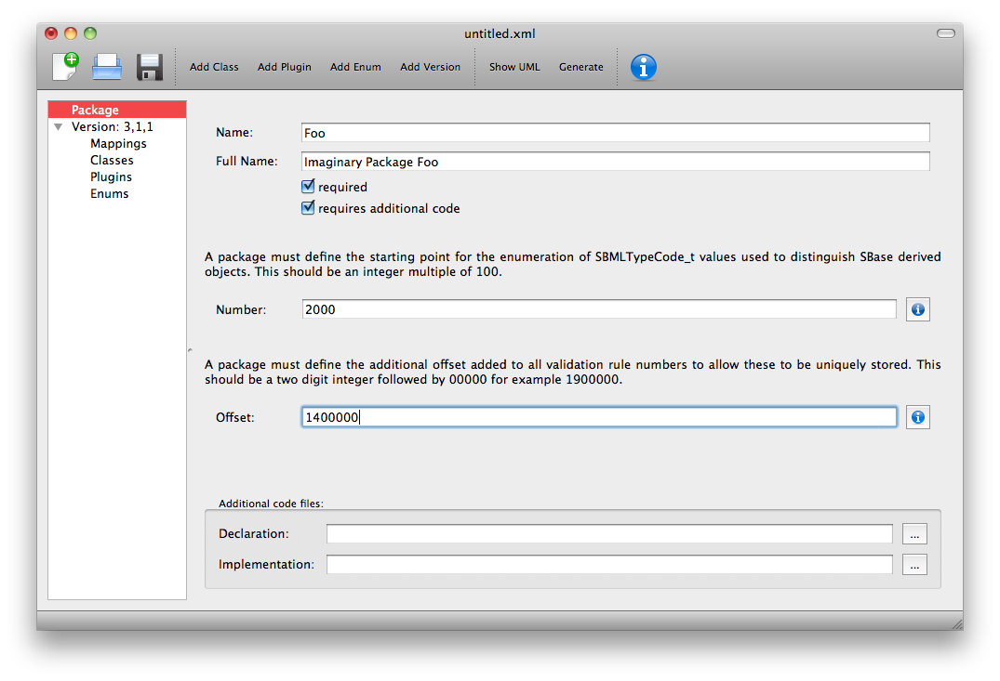 untitled.xml
Add Class Add Plugin Add Enum Add Version Show UML Generate
Package
Version: 3,1,1
Mappings
Classes
Plugins
Enums
Name: Foo
Full Name: Imaginary Package Foo
required
requires additional code
A package must define the starting point for the enumeration of SBMLTypeCode_t values used to distinguish SBase derived
objects. This should be an integer multiple of 100.
Number: 2000
A package must define the additional offset added to all validation rule numbers to allow these to be uniquely stored. This
should be a two digit integer followed by 00000 for example 1900000.
Offset: 1400000
Additional code files:
Declaration: ...
Implementation: ...